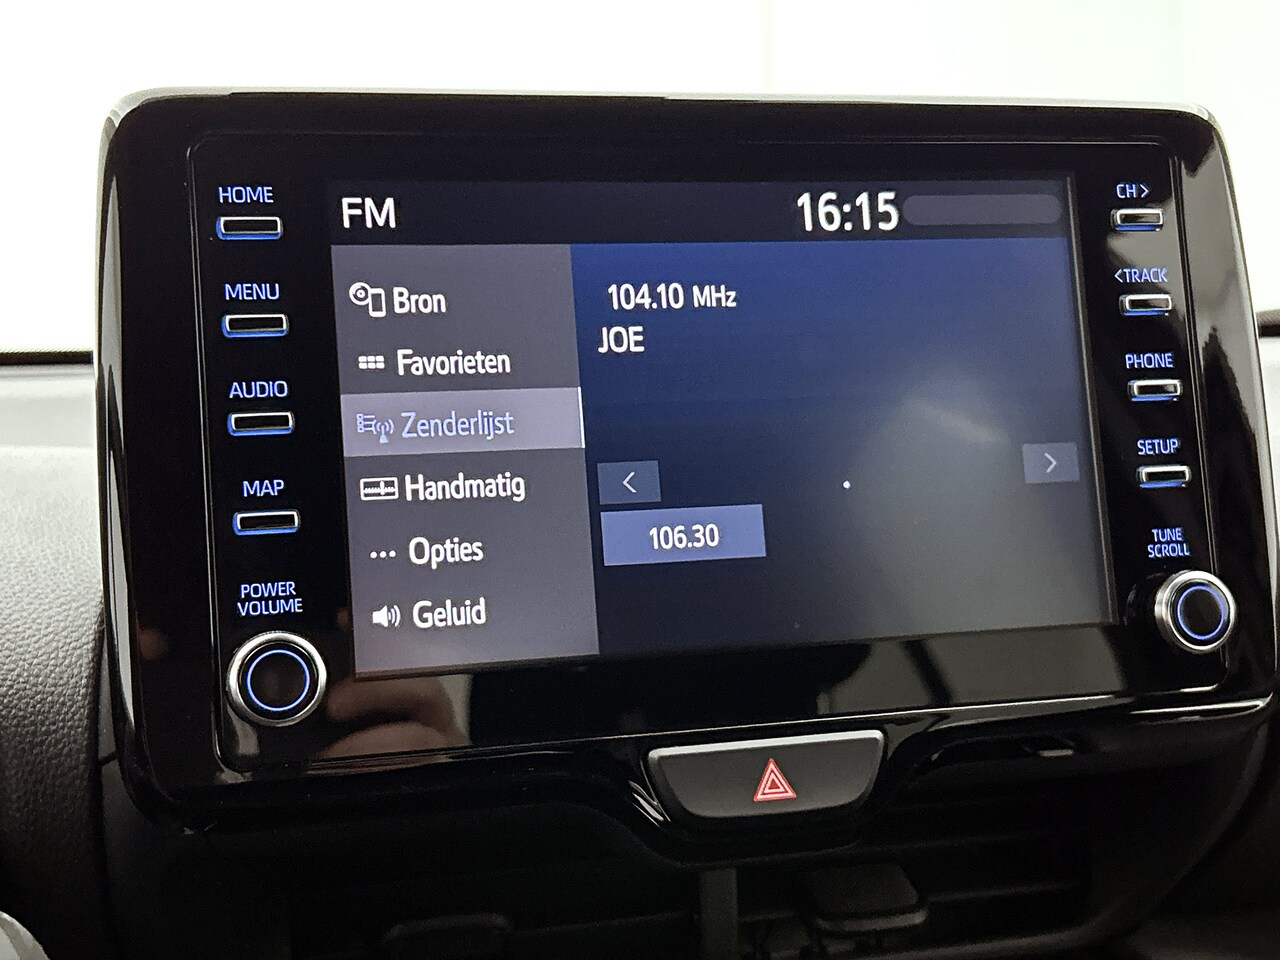 HOME
MENU
AUDIO
MAP
POWER
VOLUME
FM
16:15
Bron
Favorieten
Zenderlijst
Handmatig
Opties
Geluid
104.10 MHz
JOE
<
>
106.30
CH>
<TRACK
PHONE
SETUP
TUNE
SCROLL